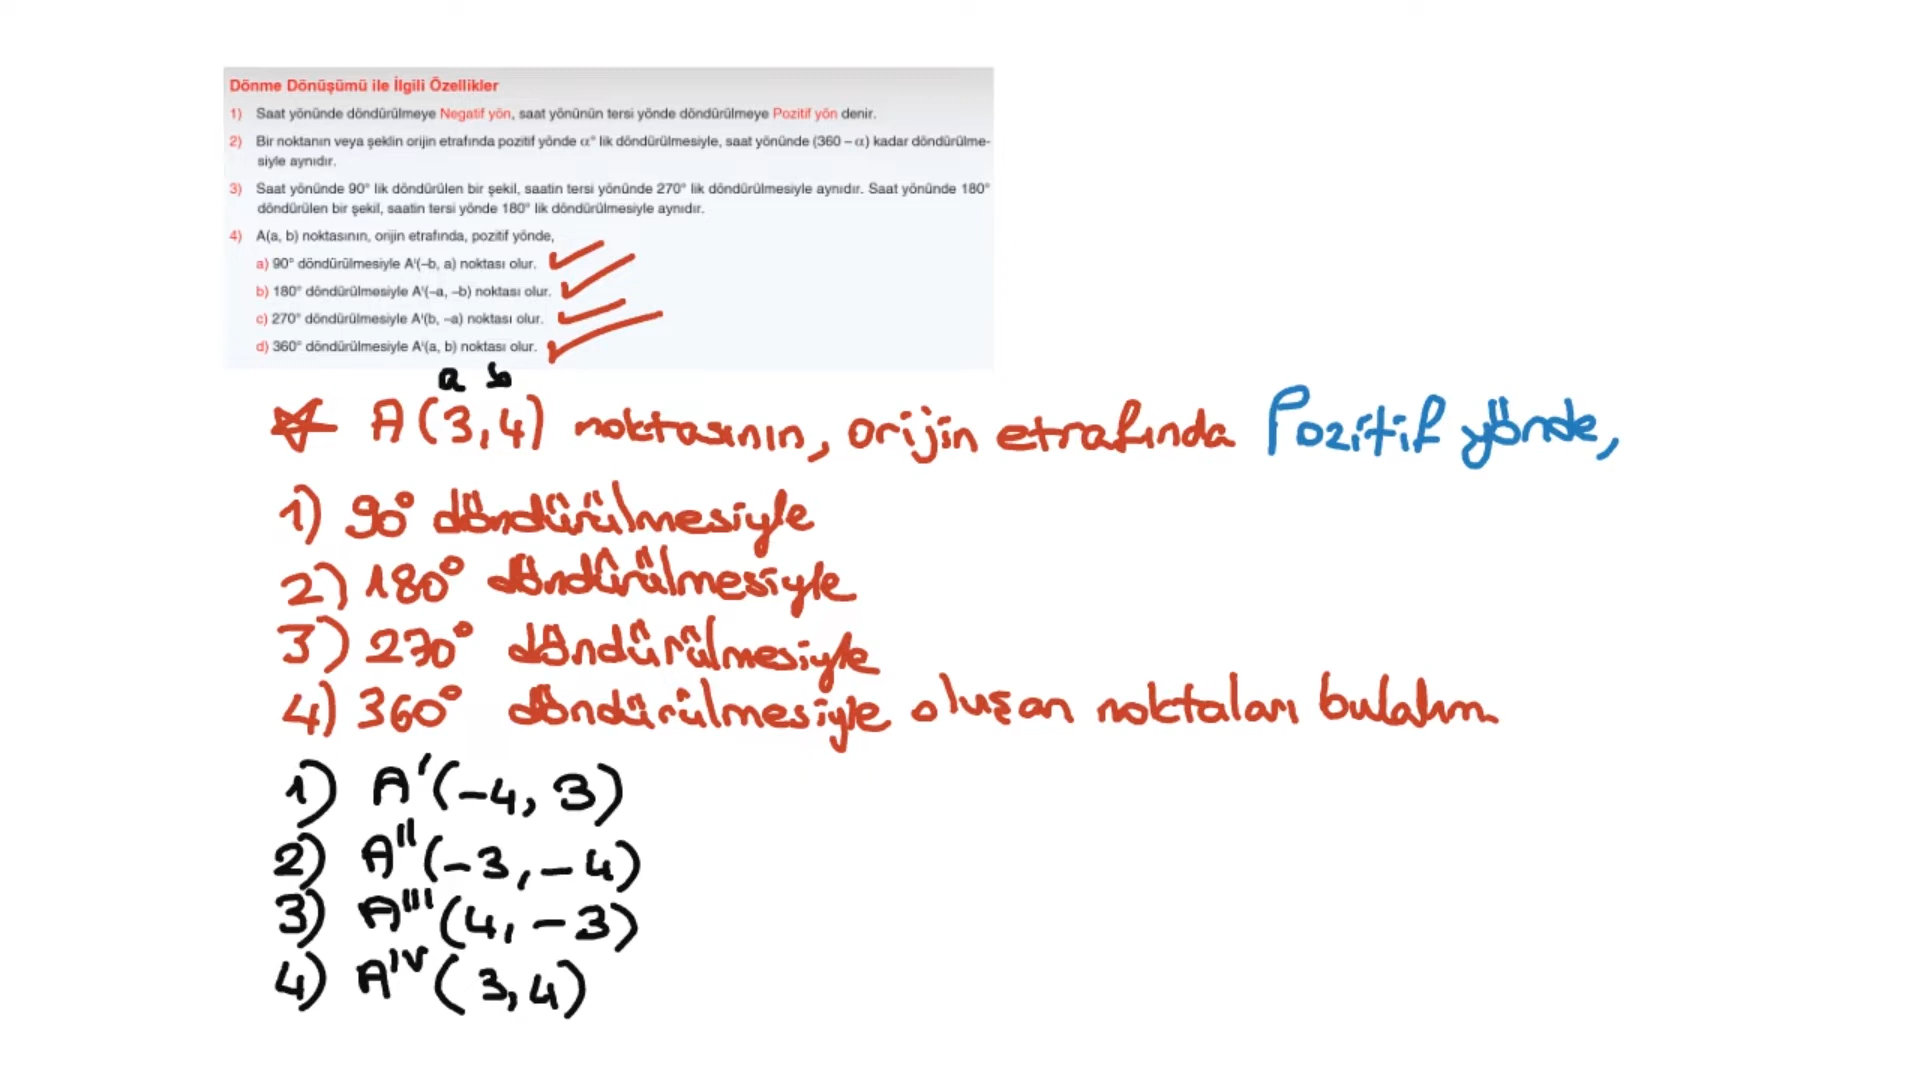 Dönme Dönüşümü ile İlgili Özellikler
1) Saat yönünde döndürülmeye Negatif yön, saat yönünün tersi yönde döndürülmeye Pozitif yön denir.
2) Bir noktanın veya şeklin orijin etrafında pozitif yönde α° lik döndürülmesiyle, saat yönünde (360 – α) kadar döndürülme-
siyle aynıdır.
3) Saat yönünde 90° lik döndürülen bir şekil, saatin tersi yönünde 270° lik döndürülmesiyle aynıdır. Saat yönünde 180°
döndürülen bir şekil, saatin tersi yönde 180° lik döndürülmesiyle aynıdır.
4) A(a, b) noktasının, orijin etrafında, pozitif yönde,
a) 90° döndürülmesiyle A'(–b, a) noktası olur.
b) 180° döndürülmesiyle A'(–a, –b) noktası olur.
c) 270° döndürülmesiyle A'(b, –a) noktası olur.
d) 360° döndürülmesiyle A'(a, b) noktası olur.
a b
A(3,4) noktasının, orijin etrafında Pozitif yönde,
1) 90° döndürülmesiyle
2) 180° döndürülmesiyle
3) 270° döndürülmesiyle
4) 360° döndürülmesiyle oluşan noktaları bulalım
1) A'(-4, 3)
2) A''(-3, -4)
3) A'''(4, -3)
4) A'v(3,4)